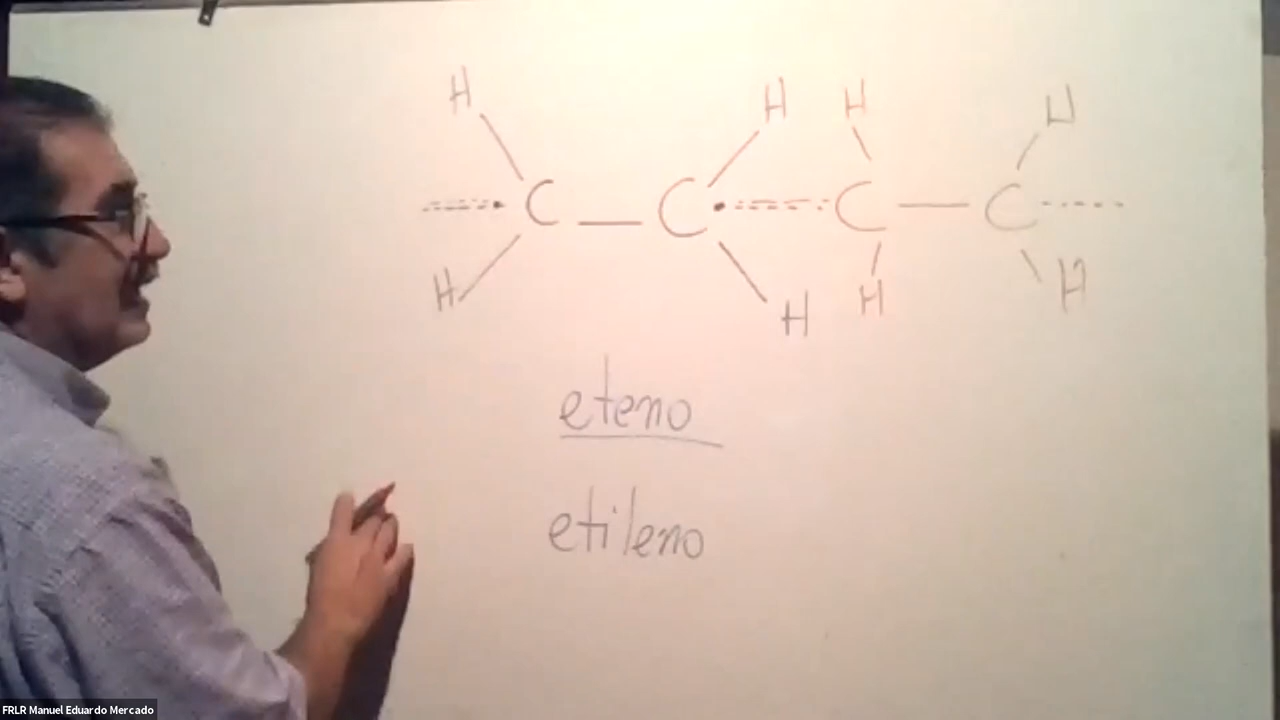 H H H H
C C C C
H H H H
eteno
etileno
FRLR Manuel Eduardo Mercado